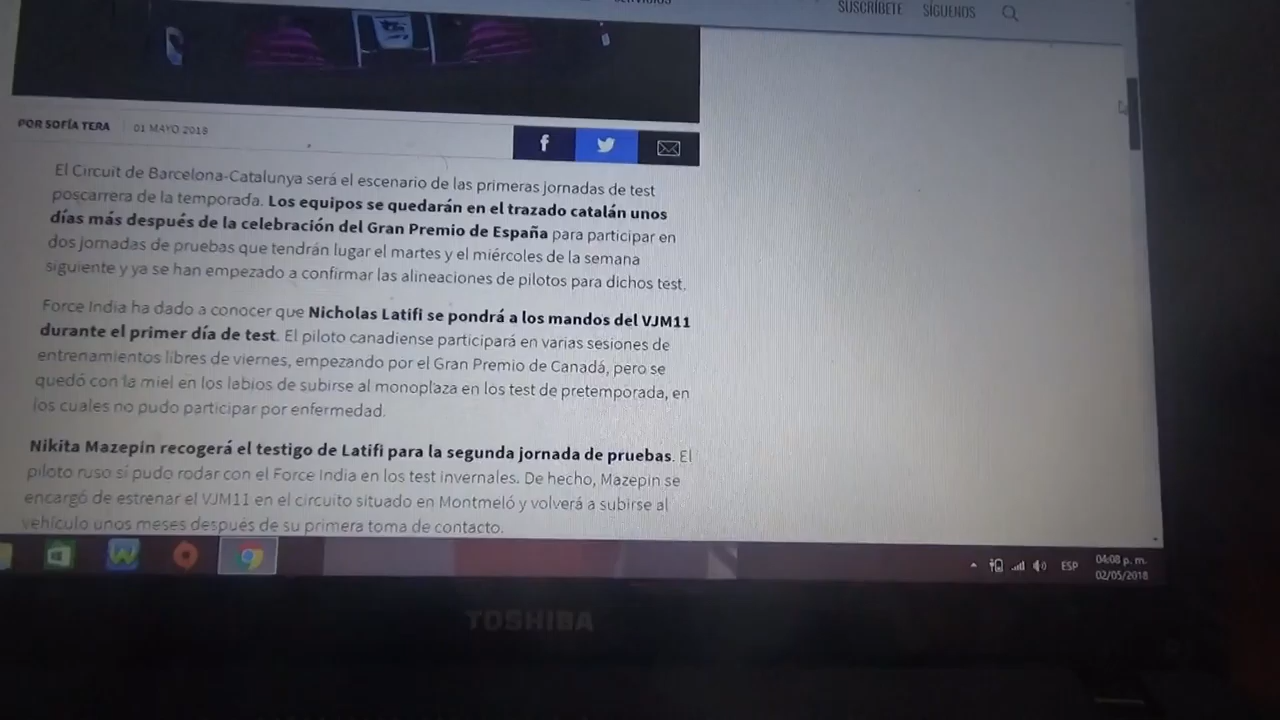 SUSCRÍBETE SÍGUENOS
POR SOFÍA TERA 01 MAYO 2018
El Circuit de Barcelona-Catalunya será el escenario de las primeras jornadas de test
poscarrera de la temporada. Los equipos se quedarán en el trazado catalán unos
días más después de la celebración del Gran Premio de España para participar en
dos jornadas de pruebas que tendrán lugar el martes y el miércoles de la semana
siguiente y ya se han empezado a confirmar las alineaciones de pilotos para dichos test.
Force India ha dado a conocer que Nicholas Latifi se pondrá a los mandos del VJM11
durante el primer día de test. El piloto canadiense participará en varias sesiones de
entrenamientos libres de viernes, empezando por el Gran Premio de Canadá, pero se
quedó con la miel en los labios de subirse al monoplaza en los test de pretemporada, en
los cuales no pudo participar por enfermedad.
Nikita Mazepin recogerá el testigo de Latifi para la segunda jornada de pruebas. El
piloto ruso sí pudo rodar con el Force India en los test invernales. De hecho, Mazepin se
encargó de estrenar el VJM11 en el circuito situado en Montmeló y volverá a subirse al
vehículo unos meses después de su primera toma de contacto.
ESP 04:08 p. m.
02/05/2018
TOSHIBA